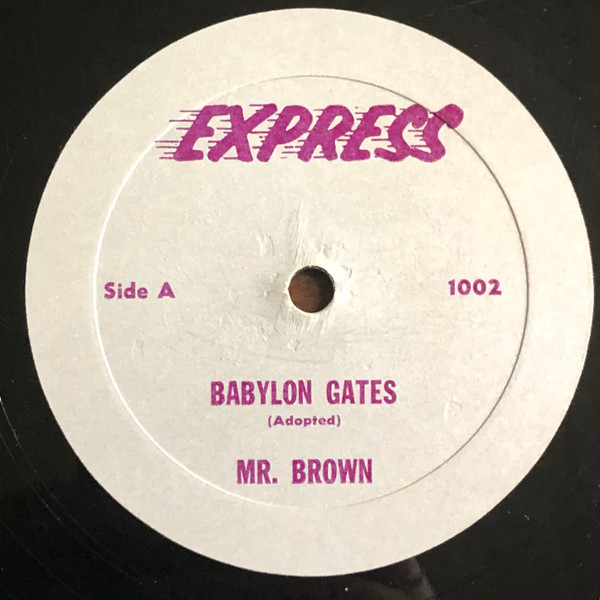 EXPRESS
Side A 1002
BABYLON GATES
(Adopted)
MR. BROWN